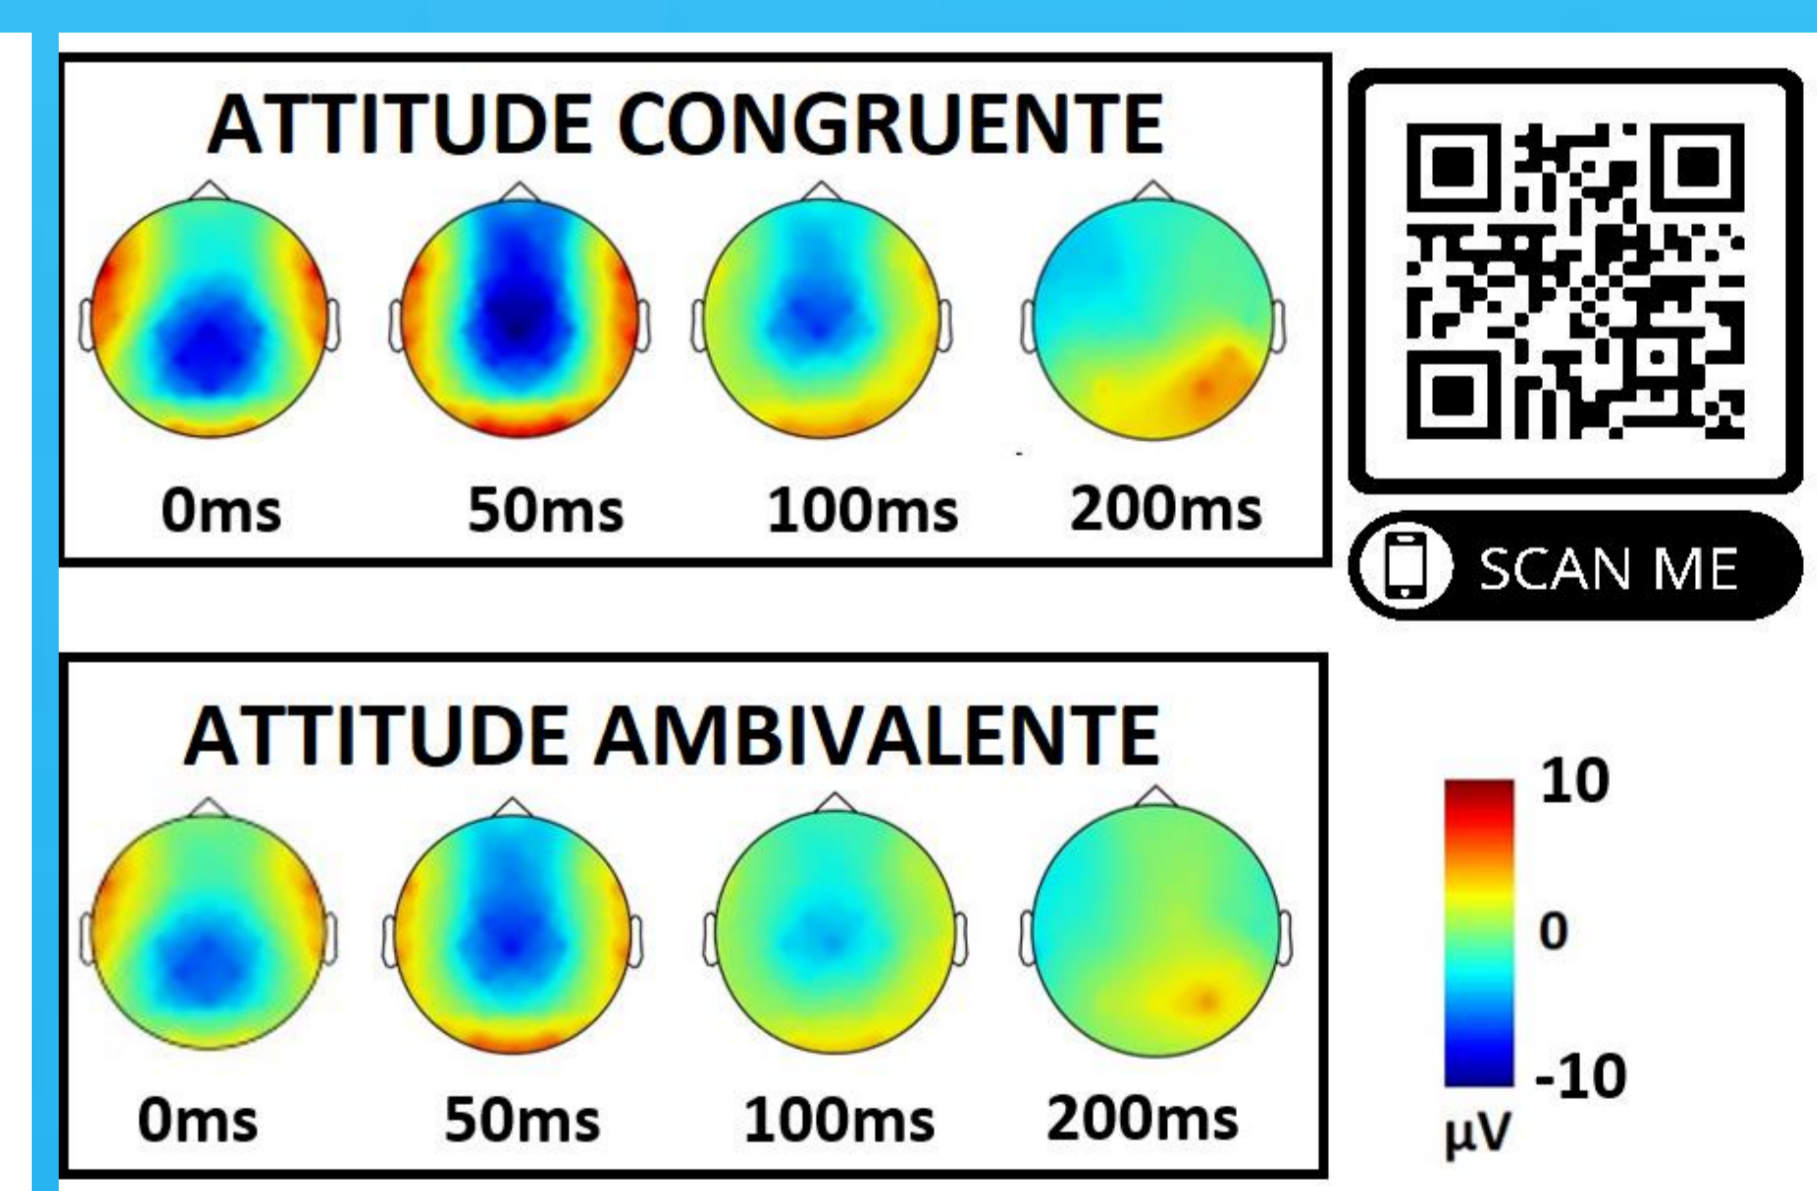 ATTITUDE CONGRUENTE
0ms 50ms 100ms 200ms
SCAN ME
ATTITUDE AMBIVALENTE
0ms 50ms 100ms 200ms
10
0
-10
µV